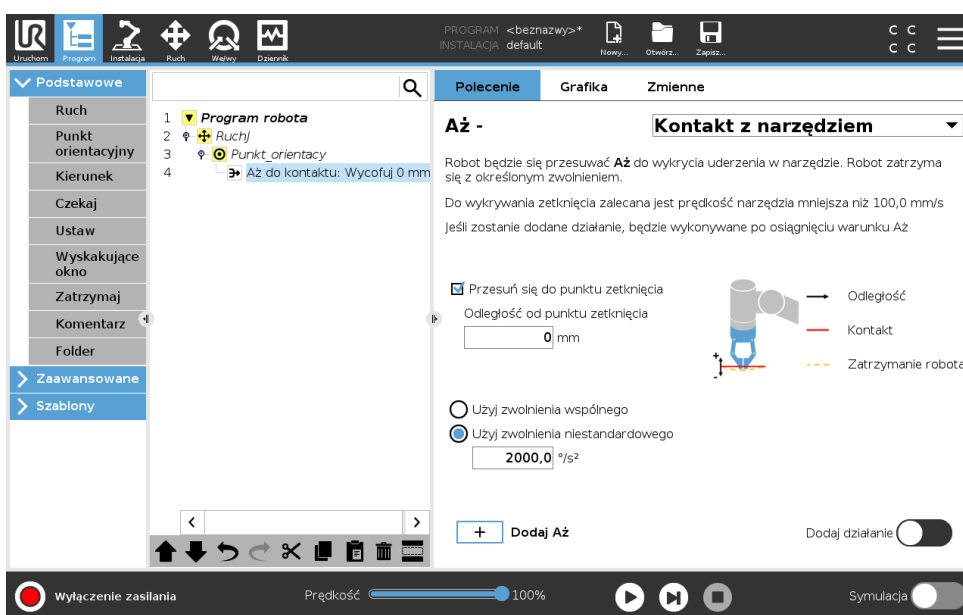 UR
PROGRAM <beznazwy>*
INSTALACJA default
Uruchom Program Instalacja Ruch We/wy Dziennik Nowy... Otwórz... Zapisz...
C C
C C
Podstawowe
Ruch
Punkt
orientacyjny
Kierunek
Czekaj
Ustaw
Wyskakujące
okno
Zatrzymaj
Komentarz
Folder
Zaawansowane
Szablony
1 Program robota
2 RuchJ
3 Punkt_orientacy
4 Aż do kontaktu: Wycofuj 0 mm
Polecenie Grafika Zmienne
Aż - Kontakt z narzędziem
Robot będzie się przesuwać Aż do wykrycia uderzenia w narzędzie. Robot zatrzyma
się z określonym zwolnieniem.
Do wykrywania zetknięcia zalecana jest prędkość narzędzia mniejsza niż 100,0 mm/s
Jeśli zostanie dodane działanie, będzie wykonywane po osiągnięciu warunku Aż
Przesuń się do punktu zetknięcia
Odległość od punktu zetknięcia
0 mm
+
-
Odległość
Kontakt
Zatrzymanie robota
Użyj zwolnienia wspólnego
Użyj zwolnienia niestandardowego
2000,0 °/s²
+ Dodaj Aż
Dodaj działanie
Wyłączenie zasilania
Prędkość 100%
Symulacja